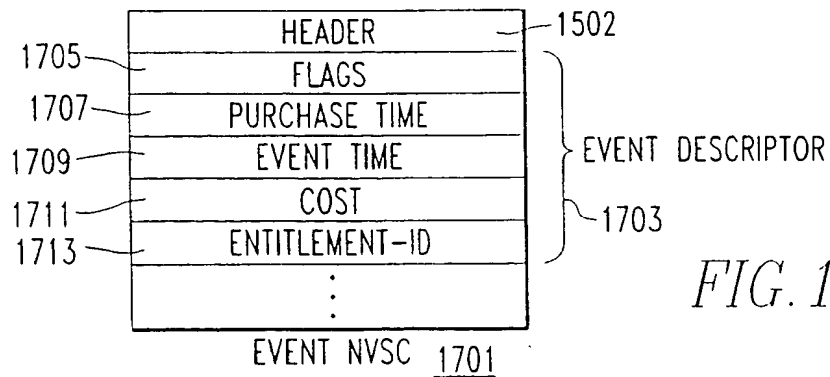 HEADER 1502
1705 FLAGS
1707 PURCHASE TIME
1709 EVENT TIME EVENT DESCRIPTOR
1711 COST 1703
1713 ENTITLEMENT-ID
FIG. 1
EVENT NVSC 1701